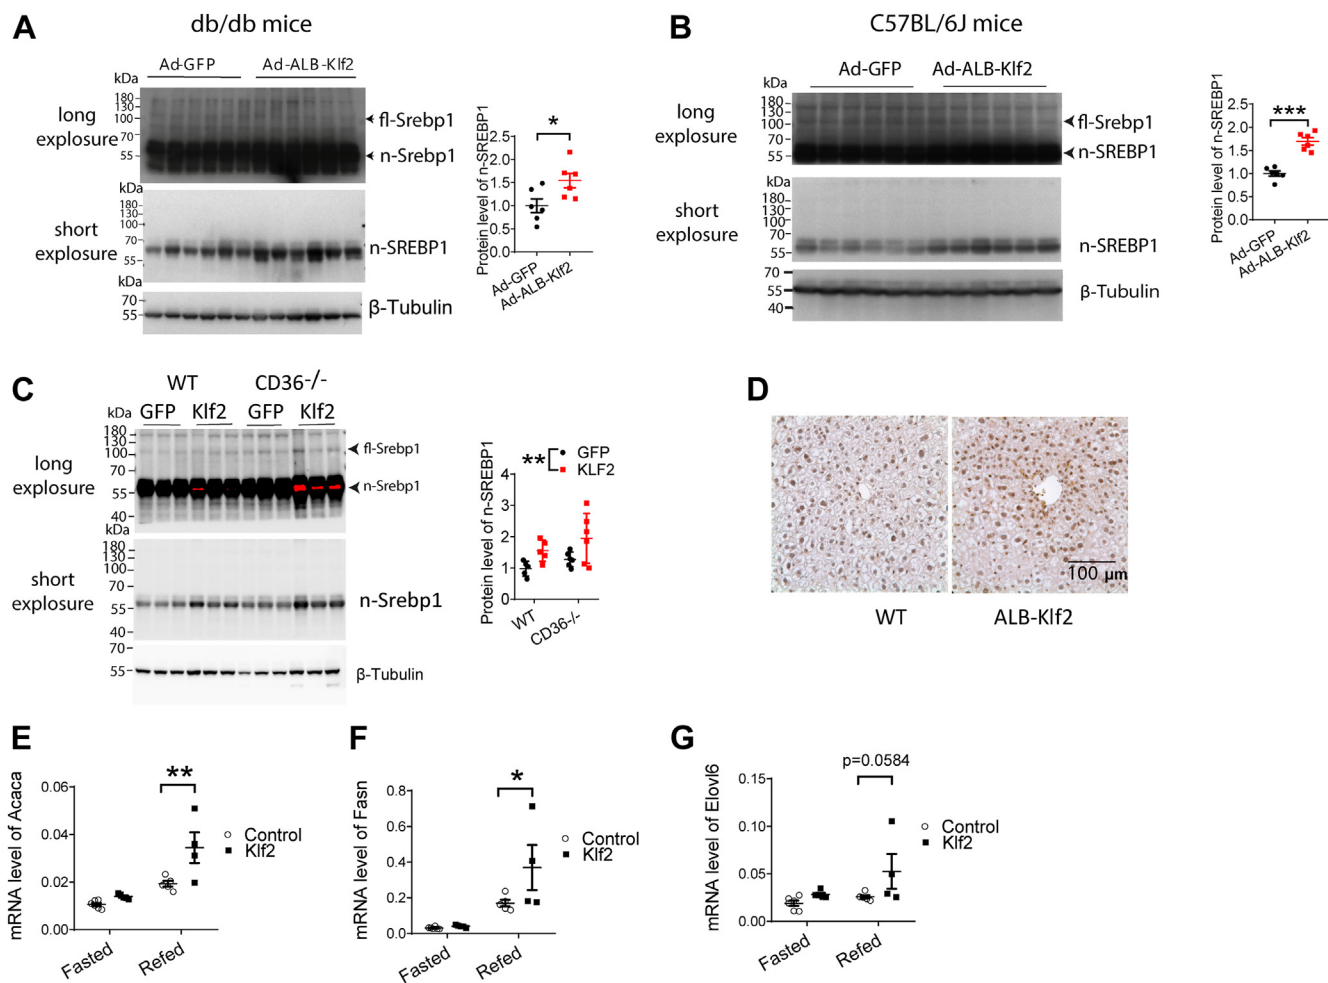 A
db/db mice
Ad-GFP
Ad-ALB-Klf2
kDa
long
explosure
180
130
100
70
55
fl-Srebp1
n-Srebp1
kDa
short
explosure
180
130
100
70
55
n-SREBP1
70
55
β-Tubulin
Protein level of n-SREBP1
2.5
2.0
1.5
1.0
0.5
0.0
*
Ad-GFP
Ad-ALB-Klf2
B
C57BL/6J mice
Ad-GFP
Ad-ALB-Klf2
kDa
long
explosure
180
130
100
70
55
fl-Srebp1
n-SREBP1
kDa
short
explosure
180
130
100
70
55
n-SREBP1
70
55
40
β-Tubulin
Protein level of n-SREBP1
2.5
2.0
1.5
1.0
0.5
0.0
***
Ad-GFP
Ad-ALB-Klf2
C
WT
CD36-/-
kDa
GFP
Klf2
GFP
Klf2
long
explosure
180
130
100
70
55
40
fl-Srebp1
n-Srebp1
kDa
short
explosure
180
130
100
70
55
40
n-Srebp1
70
55
β-Tubulin
Protein level of n-SREBP1
4
3
2
1
0
**
GFP
KLF2
WT
CD36-/-
D
100 µm
WT
ALB-Klf2
E
mRNA level of Acaca
0.06
0.04
0.02
0.00
**
Control
Klf2
Fasted
Refed
F
mRNA level of Fasn
0.8
0.6
0.4
0.2
0.0
*
Control
Klf2
Fasted
Refed
G
mRNA level of Elovl6
0.15
0.10
0.05
0.00
p=0.0584
Control
Klf2
Fasted
Refed